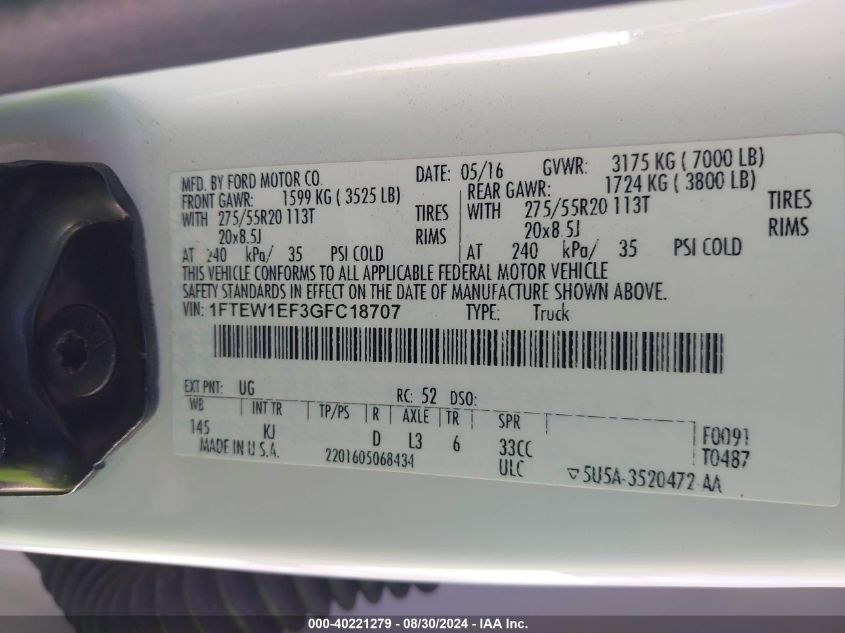 MFD. BY FORD MOTOR CO. DATE: 05/16 GVWR: 3175 KG ( 7000 LB)
FRONT GAWR: 1599 KG ( 3525 LB) REAR GAWR: 1724 KG ( 3800 LB)
WITH 275/55R20 113T TIRES WITH 275/55R20 113T TIRES
20x8.5J RIMS 20x8.5J RIMS
AT 240 kPa/ 35 PSI COLD AT 240 kPa/ 35 PSI COLD
THIS VEHICLE CONFORMS TO ALL APPLICABLE FEDERAL MOTOR VEHICLE
SAFETY STANDARDS IN EFFECT ON THE DATE OF MANUFACTURE SHOWN ABOVE.
VIN: 1FTEW1EF3GFC18707 TYPE: Truck
EXT PNT: UG RC: 52 DSO:
WB INT TR TP/PS R AXLE TR SPR
145 KJ D L3 6 33CC F0091
MADE IN U.S.A. 2201605068434 ULC T0487
▽5U5A-3520472-AA
000-40221279 - 08/30/2024 - IAA Inc.